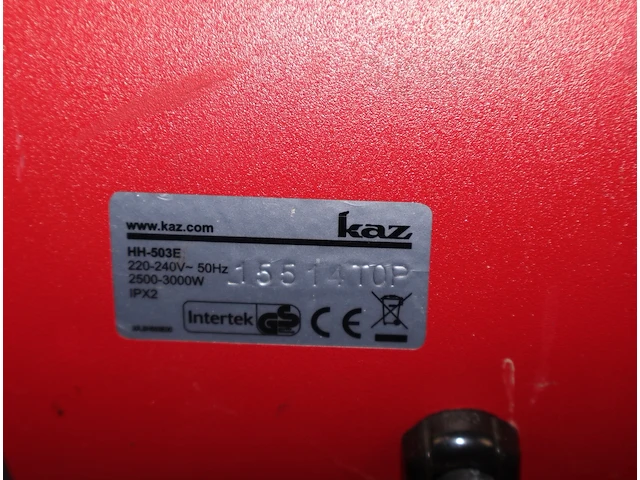 www.kaz.com
kaz
HH-503E
220-240V~ 50Hz
2500-3000W
IPX2
15514TOP
Intertek
GS
CE